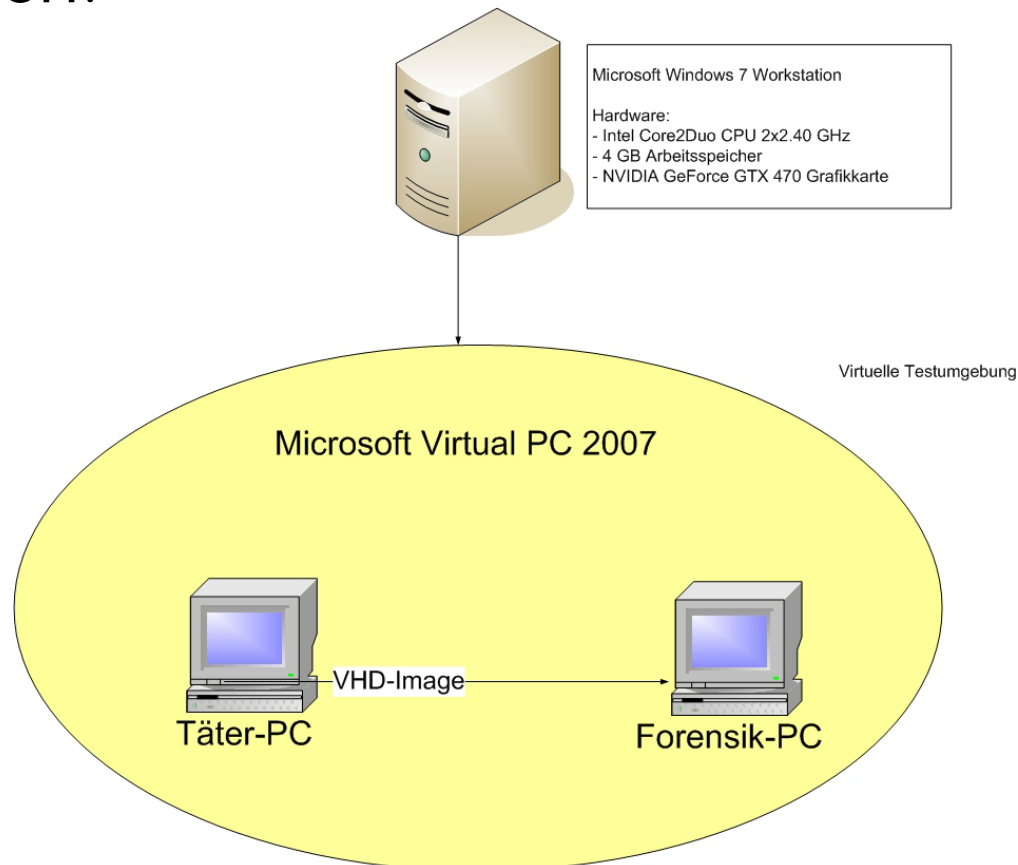 Microsoft Windows 7 Workstation
Hardware:
- Intel Core2Duo CPU 2x2.40 GHz
- 4 GB Arbeitsspeicher
- NVIDIA GeForce GTX 470 Grafikkarte
Virtuelle Testumgebung
Microsoft Virtual PC 2007
VHD-Image
Täter-PC
Forensik-PC